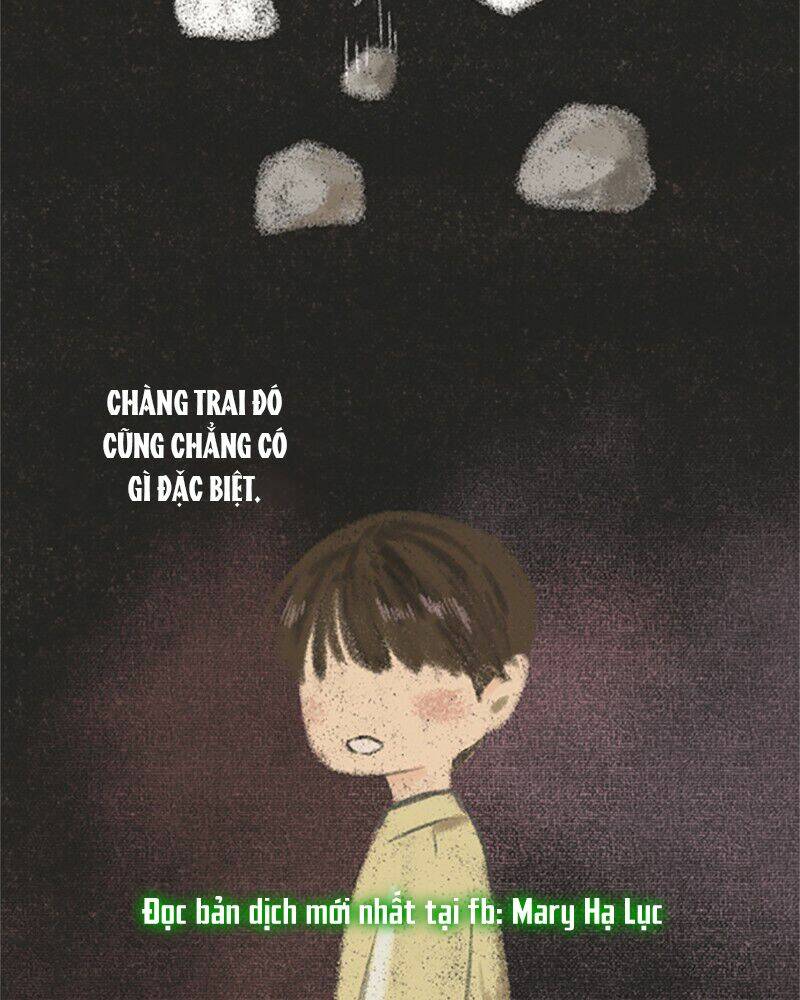 CHÀNG TRAI ĐÓ
CŨNG CHẲNG CÓ
GÌ ĐẶC BIỆT.
Đọc bản dịch mới nhất tại fb: Mary Hạ Lục